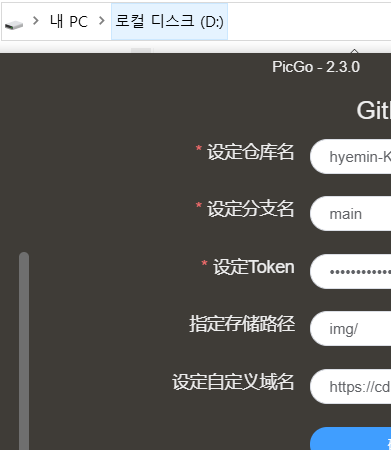 내 PC 로컬 디스크 (D:)
PicGo - 2.3.0
Git
* 设定仓库名 hyemin-K
* 设定分支名 main
* 设定Token ••••••••••••
指定存储路径 img/
设定自定义域名 https://cd